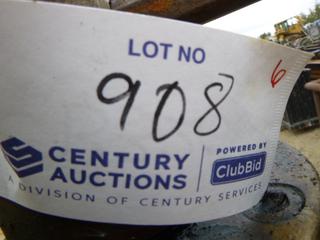 LOT NO
908
6
CENTURY
AUCTIONS
POWERED BY
ClubBid
A DIVISION OF CENTURY SERVICES